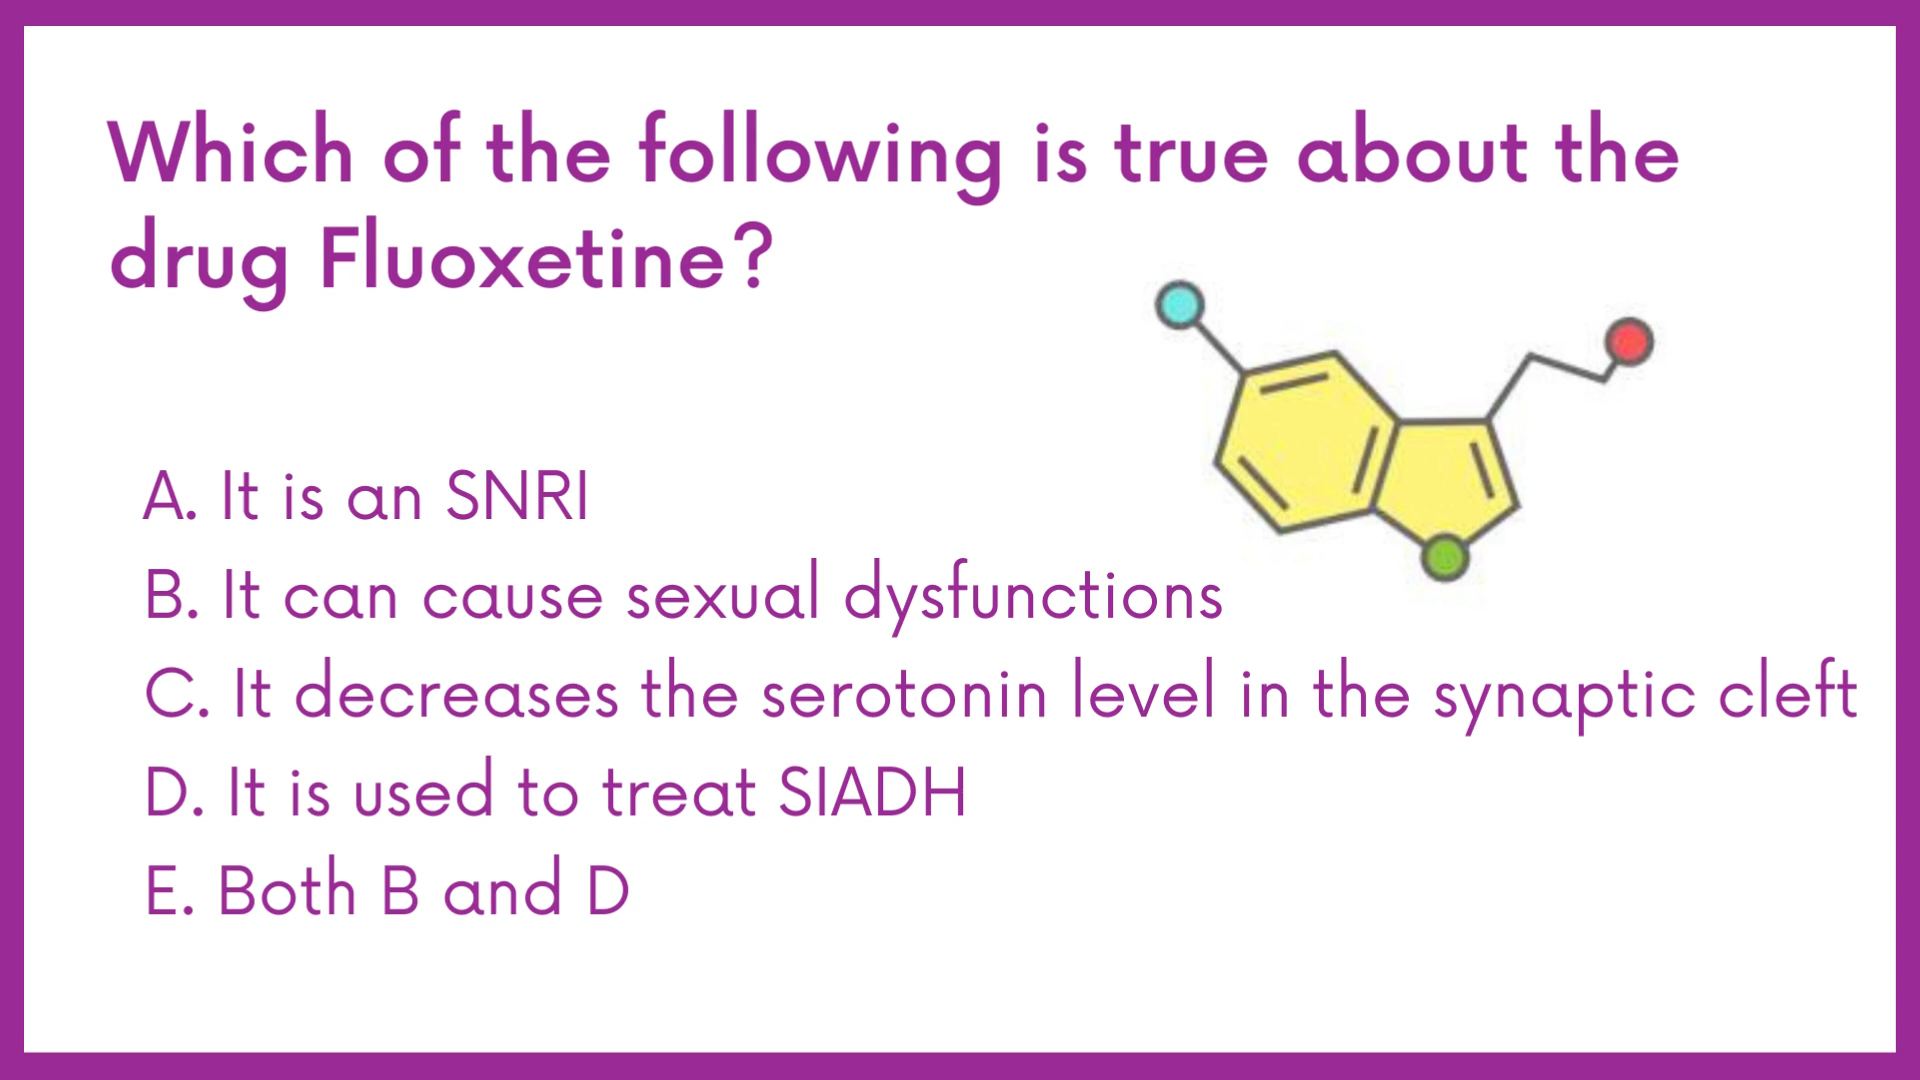 Which of the following is true about the
drug Fluoxetine?
A. It is an SNRI
B. It can cause sexual dysfunctions
C. It decreases the serotonin level in the synaptic cleft
D. It is used to treat SIADH
E. Both B and D